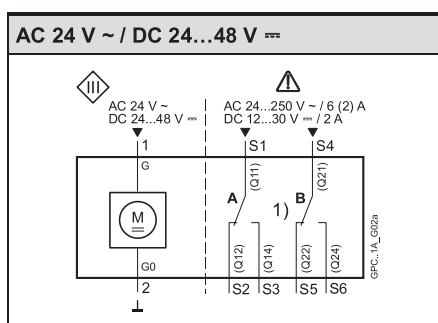 AC 24 V ~ / DC 24...48 V ⎓
III
AC 24 V ~
DC 24...48 V ⎓
AC 24...250 V ~ / 6 (2) A
DC 12...30 V ⎓ / 2 A
1 S1 S4
G (Q11) (Q21)
A 1) B
M
(Q12) (Q14) (Q22) (Q24)
G0
2 S2 S3 S5 S6
GPC..1A_G02a